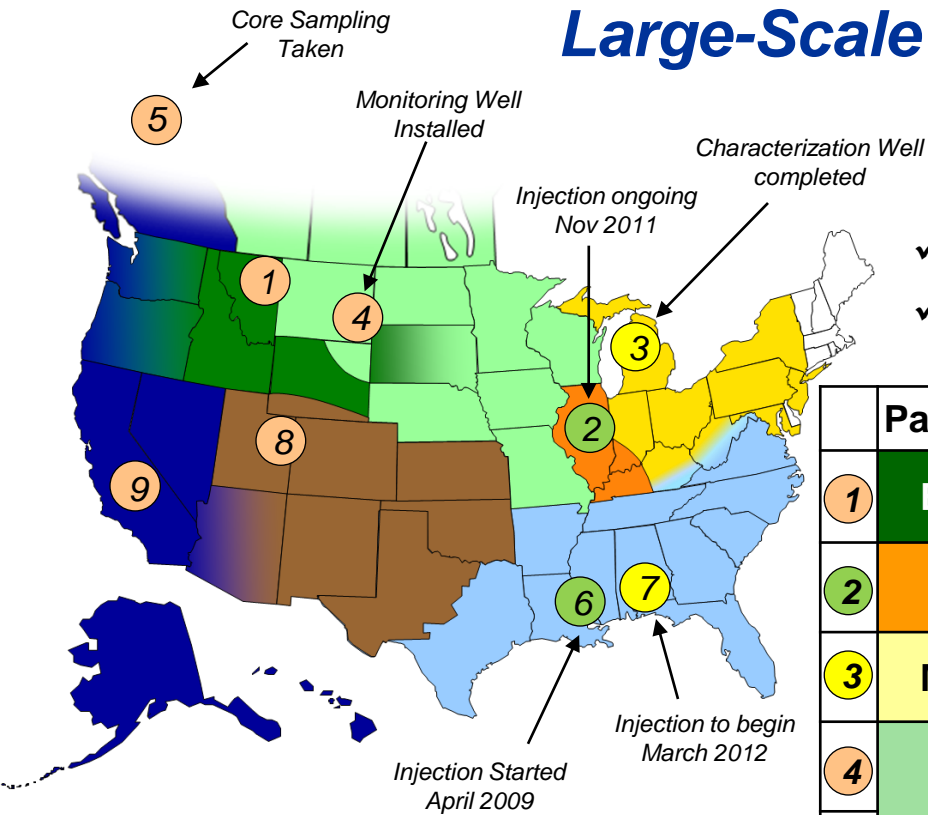 Large-Scale
Core Sampling
Taken
5
Monitoring Well
Installed
Characterization Well
completed
Injection ongoing
Nov 2011
✓
✓
1
4
3
2
8
9
6
7
Injection to begin
March 2012
Injection Started
April 2009
Pa
1
2
3
4